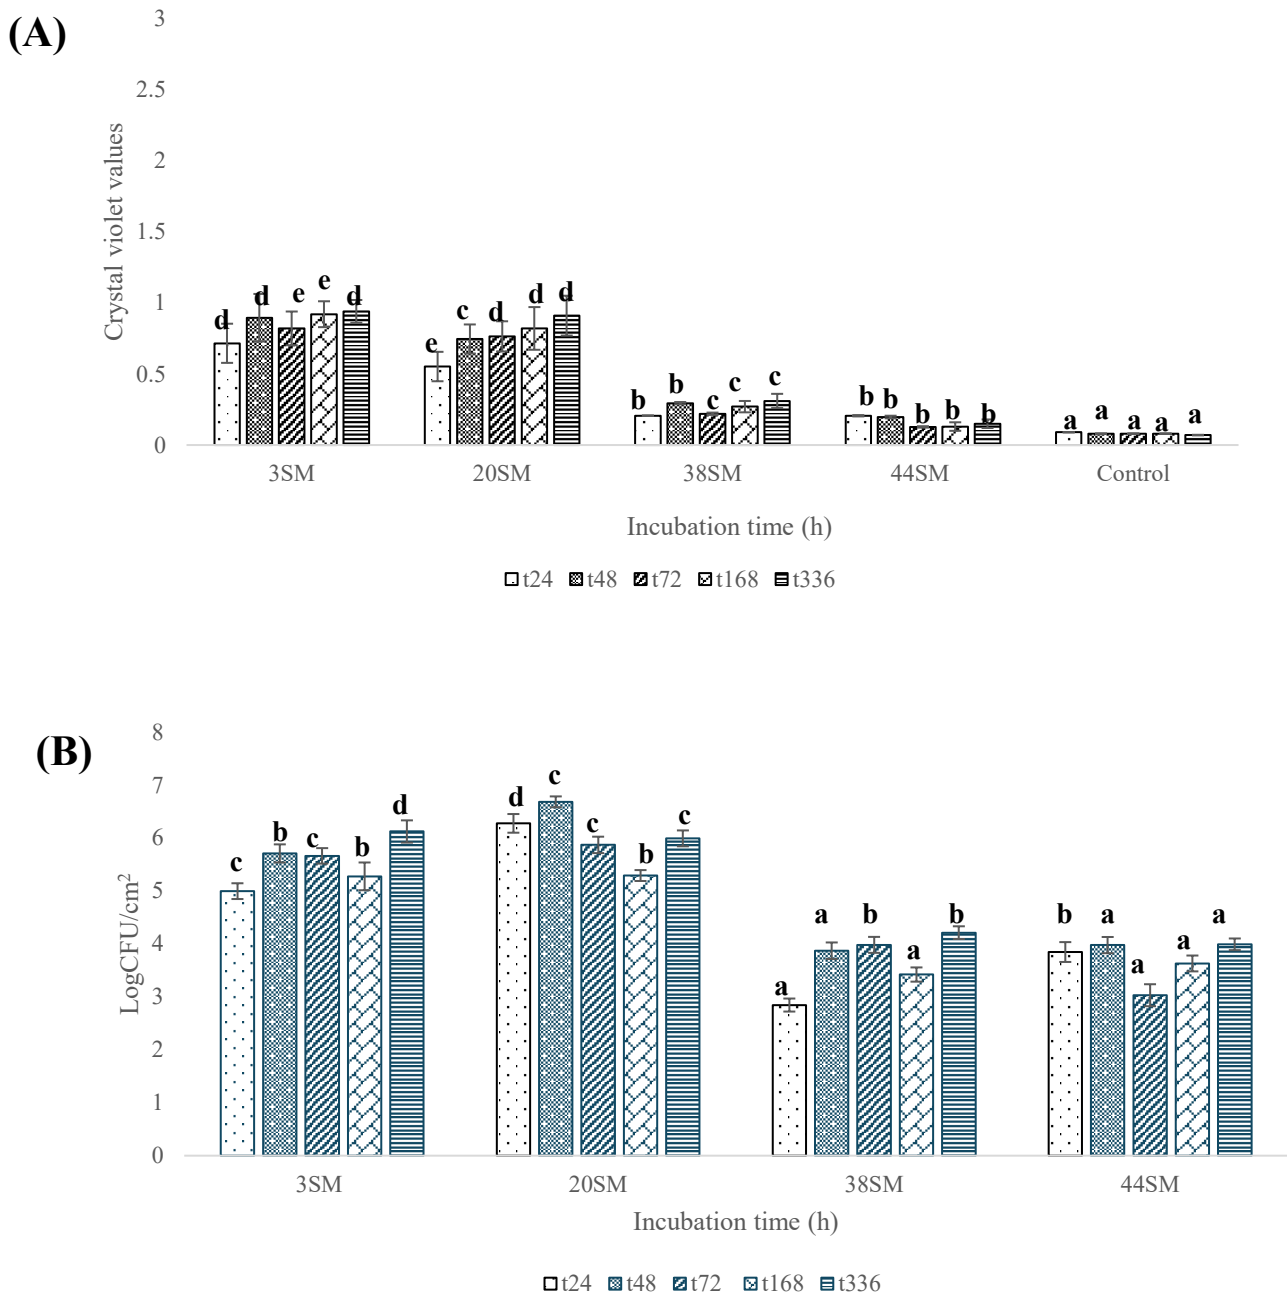 (A)
Crystal violet values
3
2.5
2
1.5
1
0.5
0
d d e e d
e c d d d
b b c c c
b b b b b
a a a a a
3SM 20SM 38SM 44SM Control
Incubation time (h)
t24 t48 t72 t168 t336
(B)
LogCFU/cm²
8
7
6
5
4
3
2
1
0
c b c b d
d c c b c
a a b a b
b a a a a
3SM 20SM 38SM 44SM
Incubation time (h)
t24 t48 t72 t168 t336